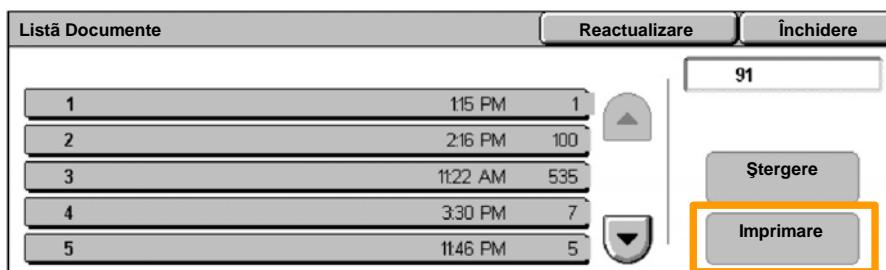 Listã Documente Reactualizare Închidere
91
1 1:15 PM 1
2 2:16 PM 100
3 11:22 AM 535
Ştergere
4 3:30 PM 7
Imprimare
5 11:46 PM 5